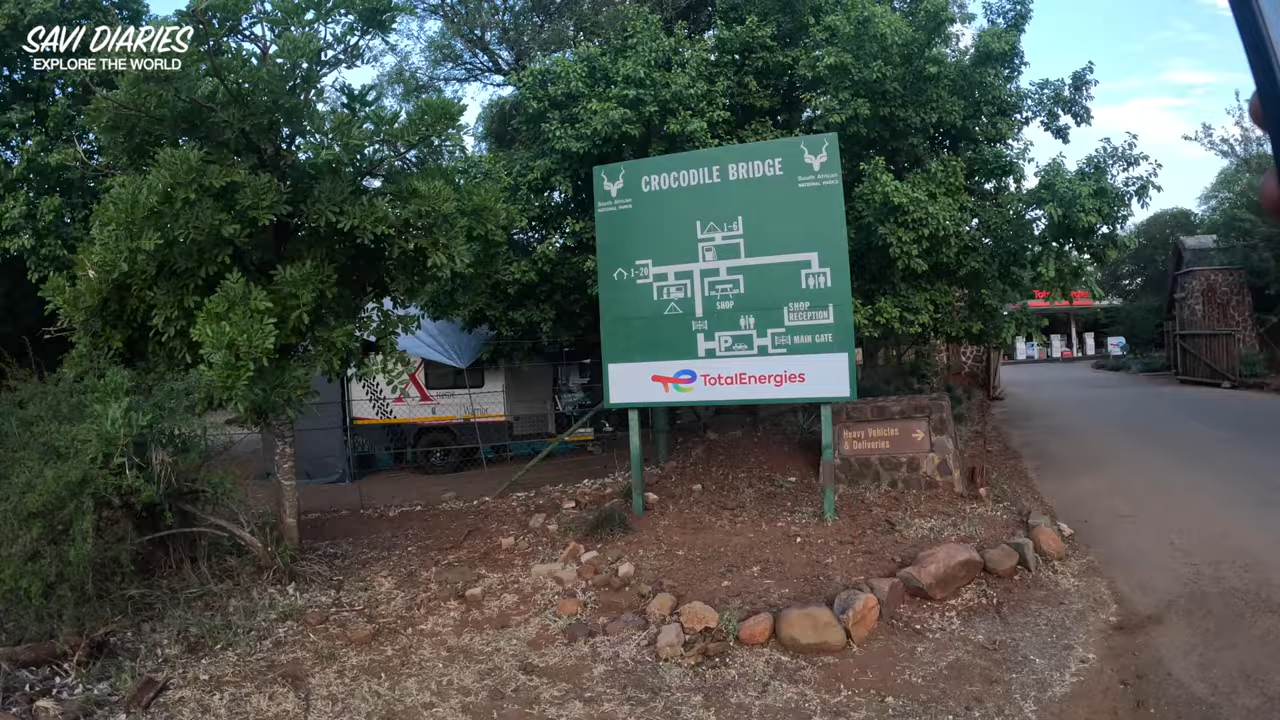 SAVI DIARIES
EXPLORE THE WORLD
CROCODILE BRIDGE
South African
NATIONAL PARKS
South African
NATIONAL PARKS
1-6
1-20
SHOP
SHOP
RECEPTION
P
MAIN GATE
TotalEnergies
Heavy Vehicles
& Deliveries
X
Warrior